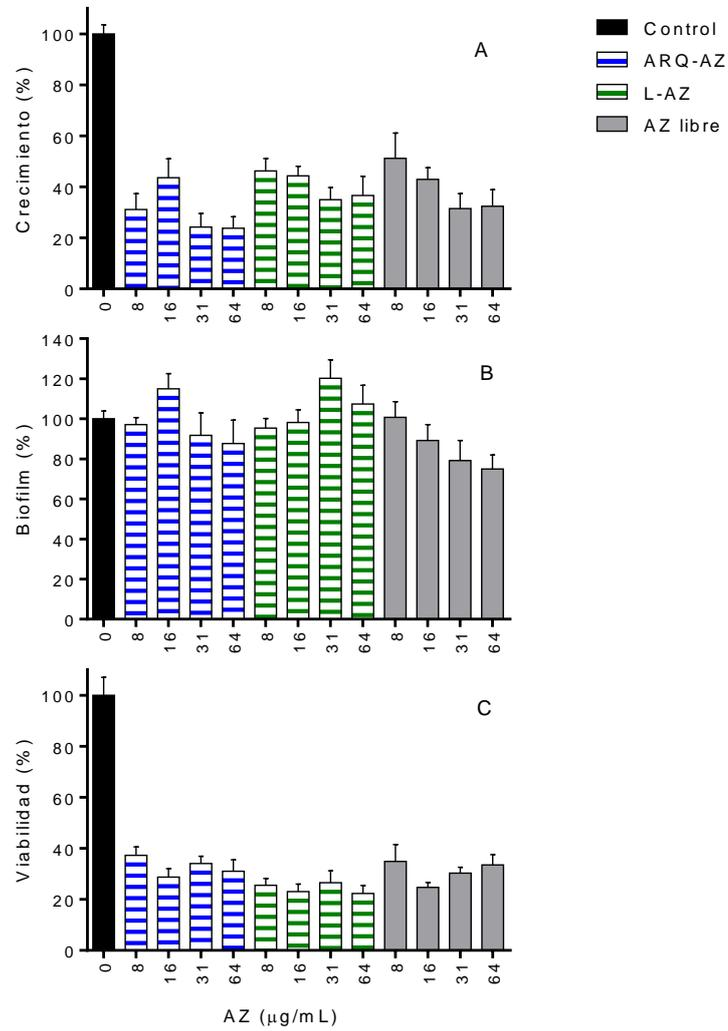 A
Control
ARQ-AZ
L-AZ
AZ libre
Crecimiento (%)
100
80
60
40
20
0
0 8 16 31 64 8 16 31 64 8 16 31 64
B
Biofilm (%)
140
120
100
80
60
40
20
0
0 8 16 31 64 8 16 31 64 8 16 31 64
C
Viabilidad (%)
100
80
60
40
20
0
0 8 16 31 64 8 16 31 64 8 16 31 64
AZ (μg/mL)